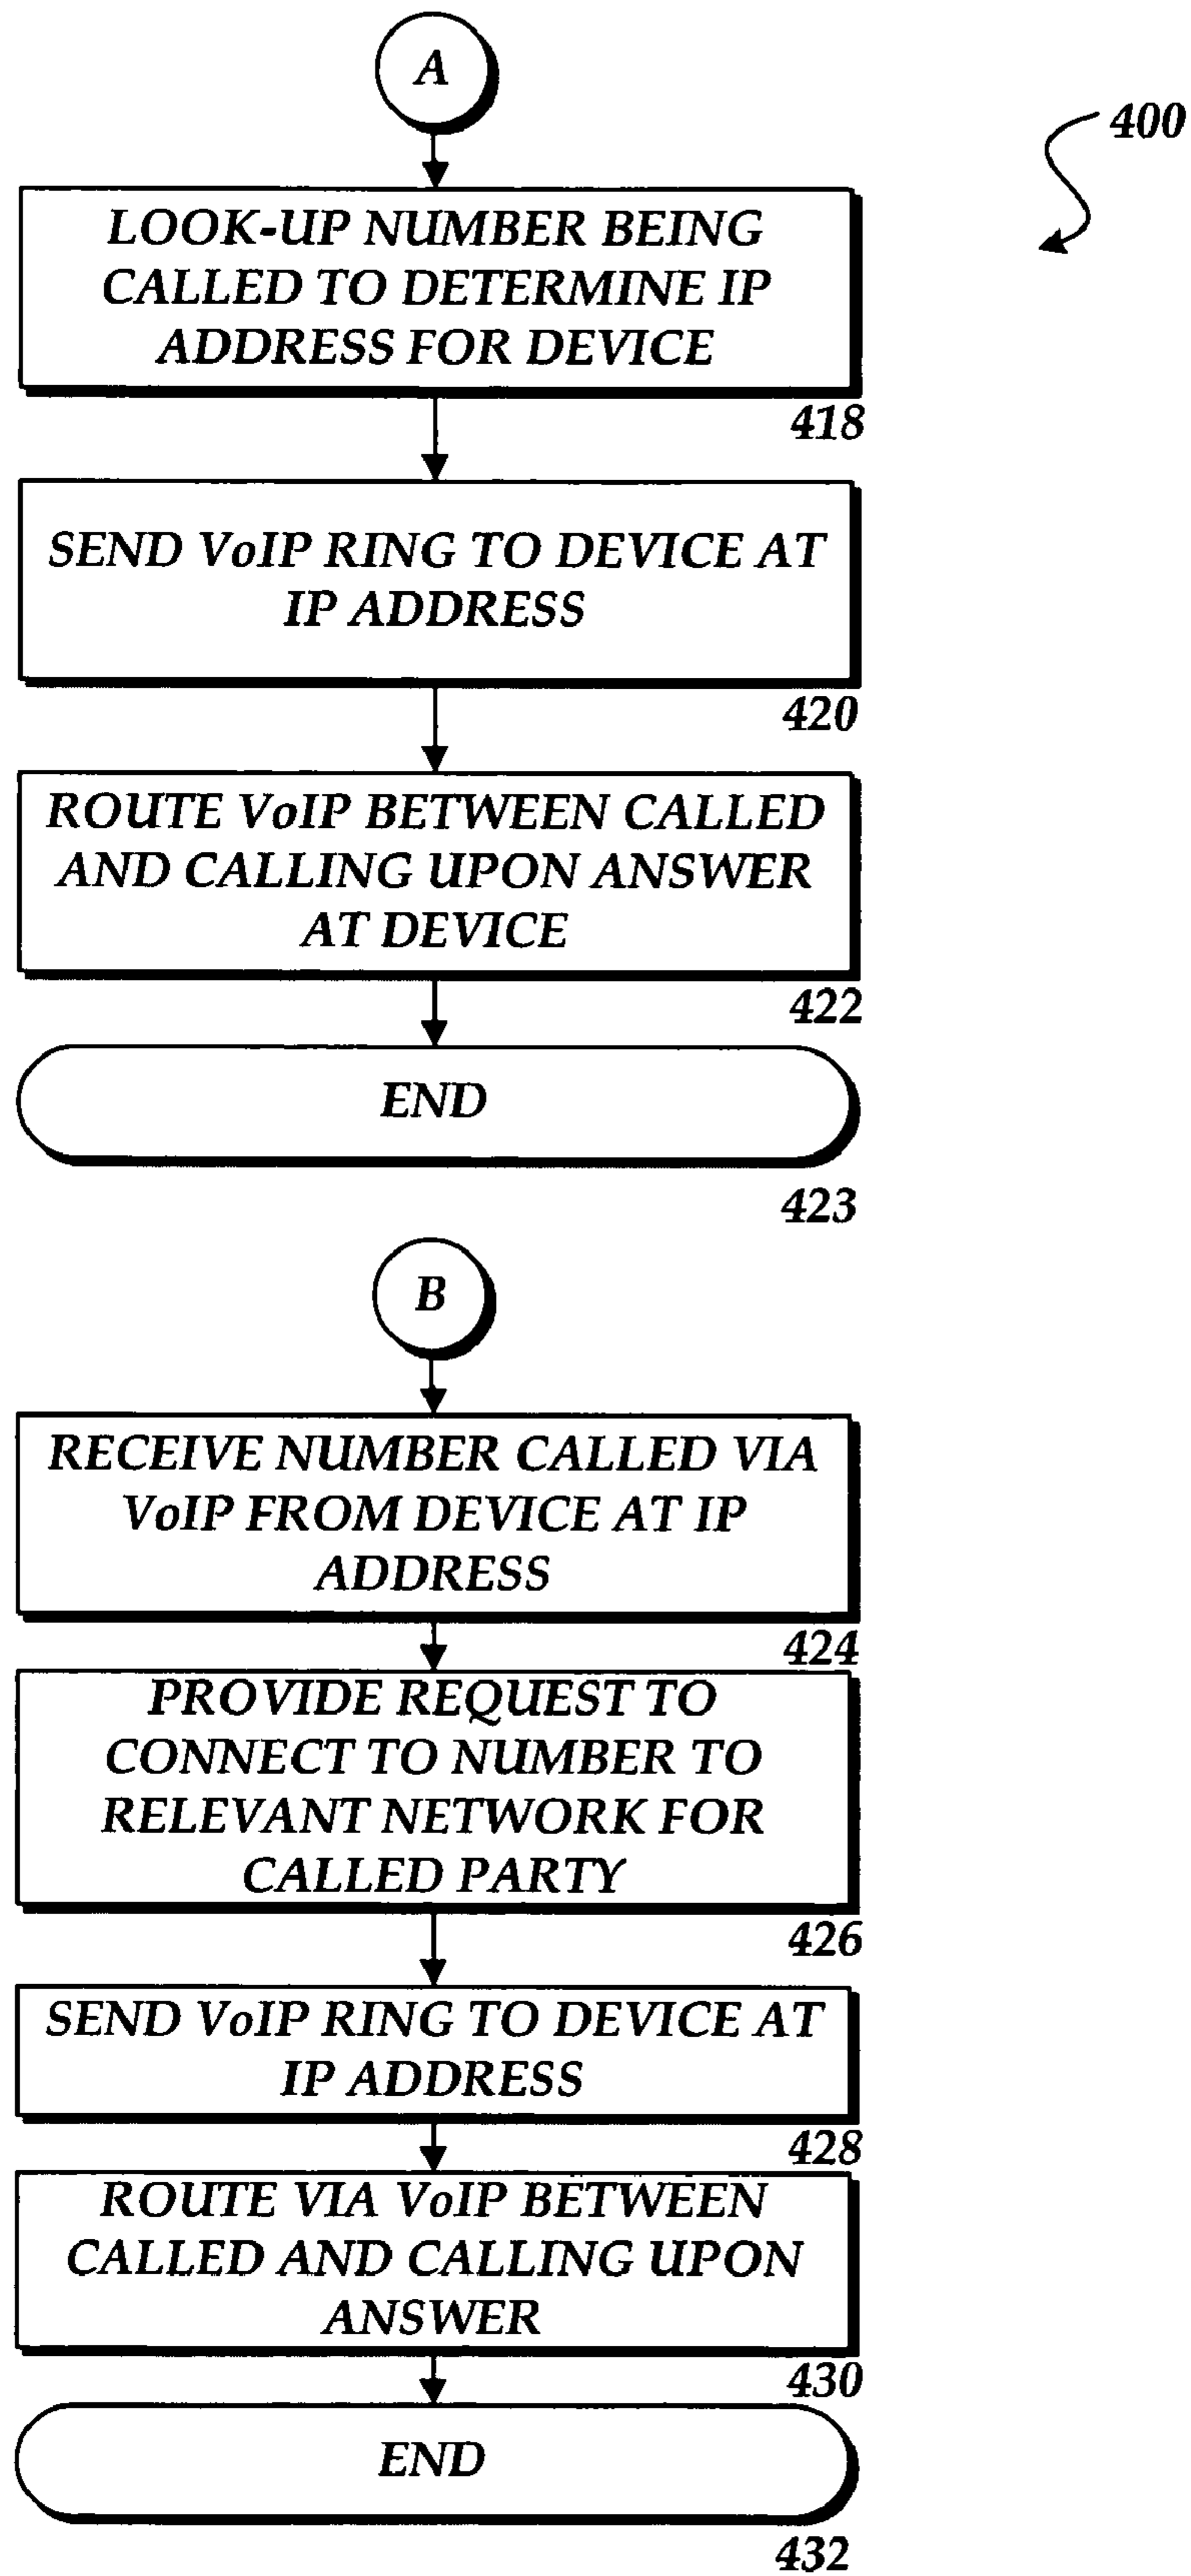 A
400
LOOK-UP NUMBER BEING
CALLED TO DETERMINE IP
ADDRESS FOR DEVICE
418
SEND VoIP RING TO DEVICE AT
IP ADDRESS
420
ROUTE VoIP BETWEEN CALLED
AND CALLING UPON ANSWER
AT DEVICE
422
END
423
B
RECEIVE NUMBER CALLED VIA
VoIP FROM DEVICE AT IP
ADDRESS
424
PROVIDE REQUEST TO
CONNECT TO NUMBER TO
RELEVANT NETWORK FOR
CALLED PARTY
426
SEND VoIP RING TO DEVICE AT
IP ADDRESS
428
ROUTE VIA VoIP BETWEEN
CALLED AND CALLING UPON
ANSWER
430
END
432